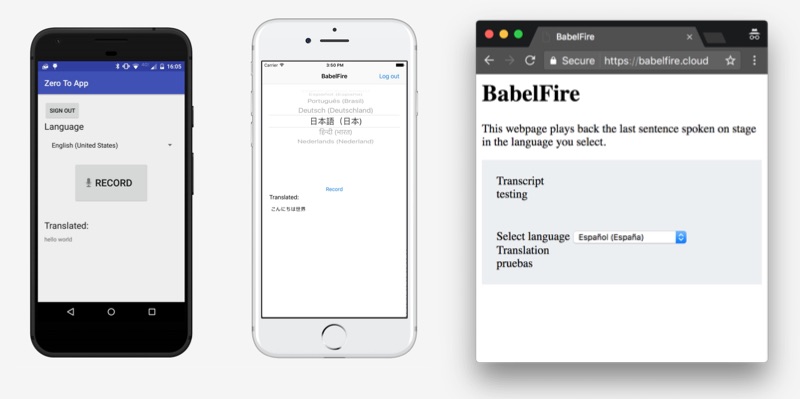 16:05
Zero To App
SIGN OUT
Language
English (United States)
RECORD
Translated:
hello world
Carrier
3:50 PM
BabelFire
Log out
Português (Brasil)
Deutsch (Deutschland)
日本語 (日本)
हिन्दी (भारत)
Nederlands (Nederland)
Record
Translated:
こんにちは世界
BabelFire
Secure
https://babelfire.cloud
BabelFire
This webpage plays back the last sentence spoken on stage
in the language you select.
Transcript
testing
Select language Español (España)
Translation
pruebas